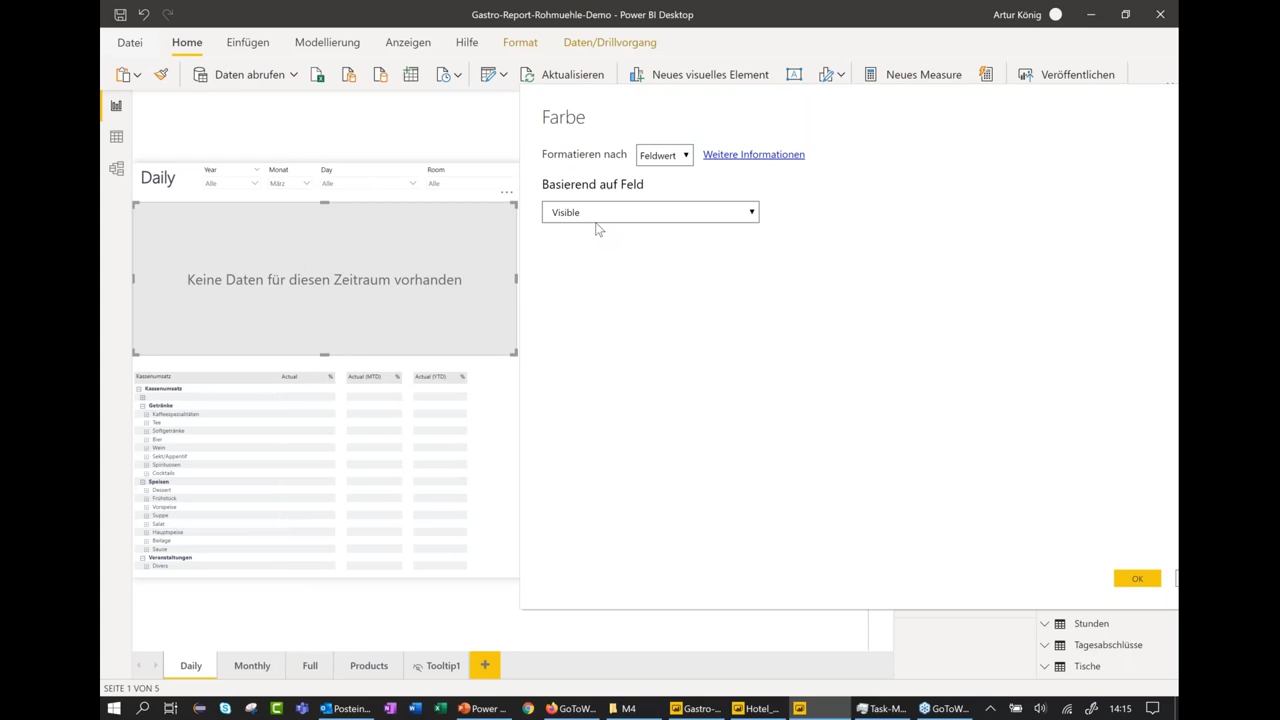 Gastro-Report-Rohmuehle-Demo - Power BI Desktop
Artur König
Datei Home Einfügen Modellierung Anzeigen Hilfe Format Daten/Drillvorgang
Daten abrufen Aktualisieren Neues visuelles Element Neues Measure Veröffentlichen
Farbe
Formatieren nach Feldwert Weitere Informationen
Basierend auf Feld
Visible
OK
Daily
Year Monat Day Room
Alle März Alle Alle
Keine Daten für diesen Zeitraum vorhanden
Kassenumsatz Actual % Actual (MTD) % Actual (YTD) %
Kassenumsatz
Getränke
Kaffeespezialitäten
Tee
Softgetränke
Bier
Wein
Sekt/Apperitif
Spirituosen
Cocktails
Speisen
Dessert
Frühstück
Vorspeise
Suppe
Salat
Hauptspeise
Beilage
Sauce
Veranstaltungen
Divers
Stunden
Tagesabschlüsse
Tische
Daily Monthly Full Products Tooltip1
SEITE 1 VON 5
Postein... Power ... GoToW... M4 Gastro-... Hotel_... Task-M... GoToW...
14:15